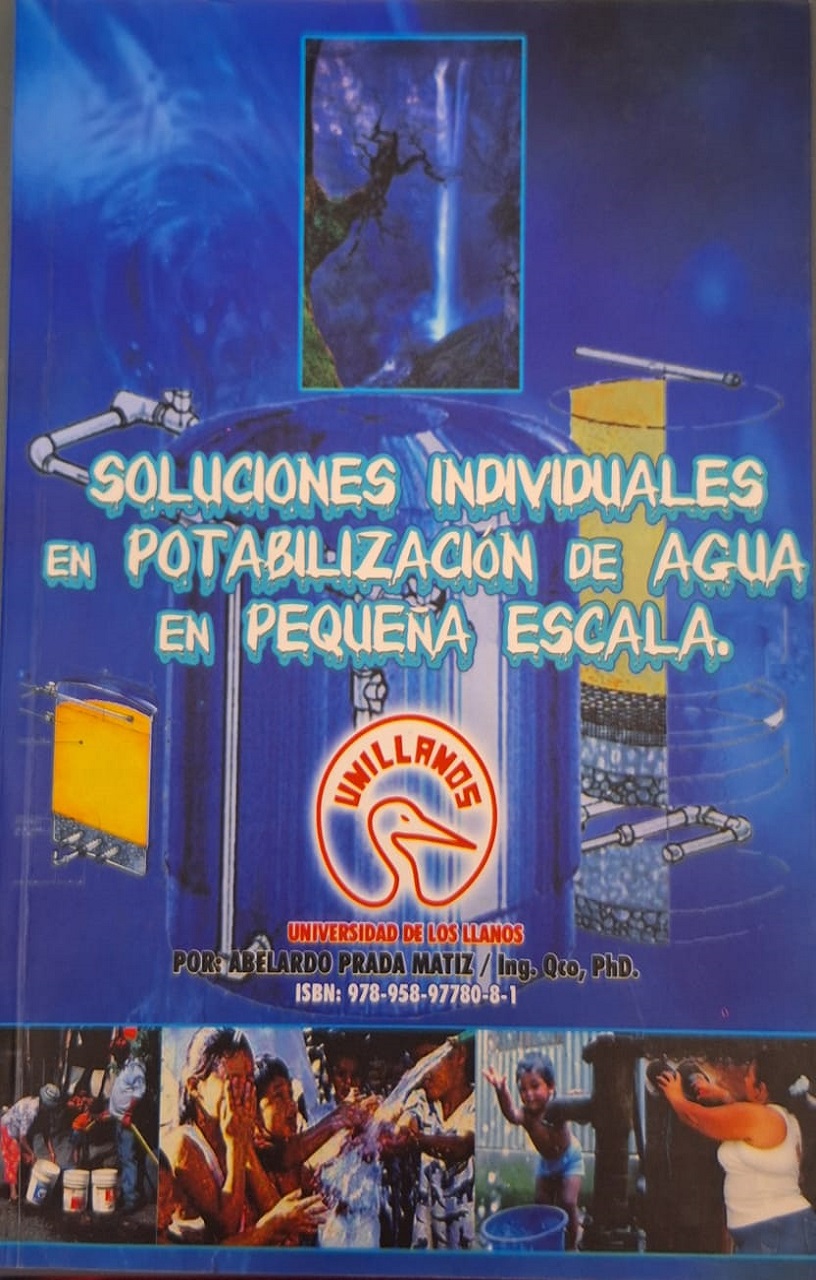 SOLUCIONES INDIVIDUALES
EN POTABILIZACIÓN DE AGUA
EN PEQUEÑA ESCALA.
UNILLANOS
UNIVERSIDAD DE LOS LLANOS
POR: ABELARDO PRADA MATIZ / Ing. Qco, PhD.
ISBN: 978-958-97780-8-1